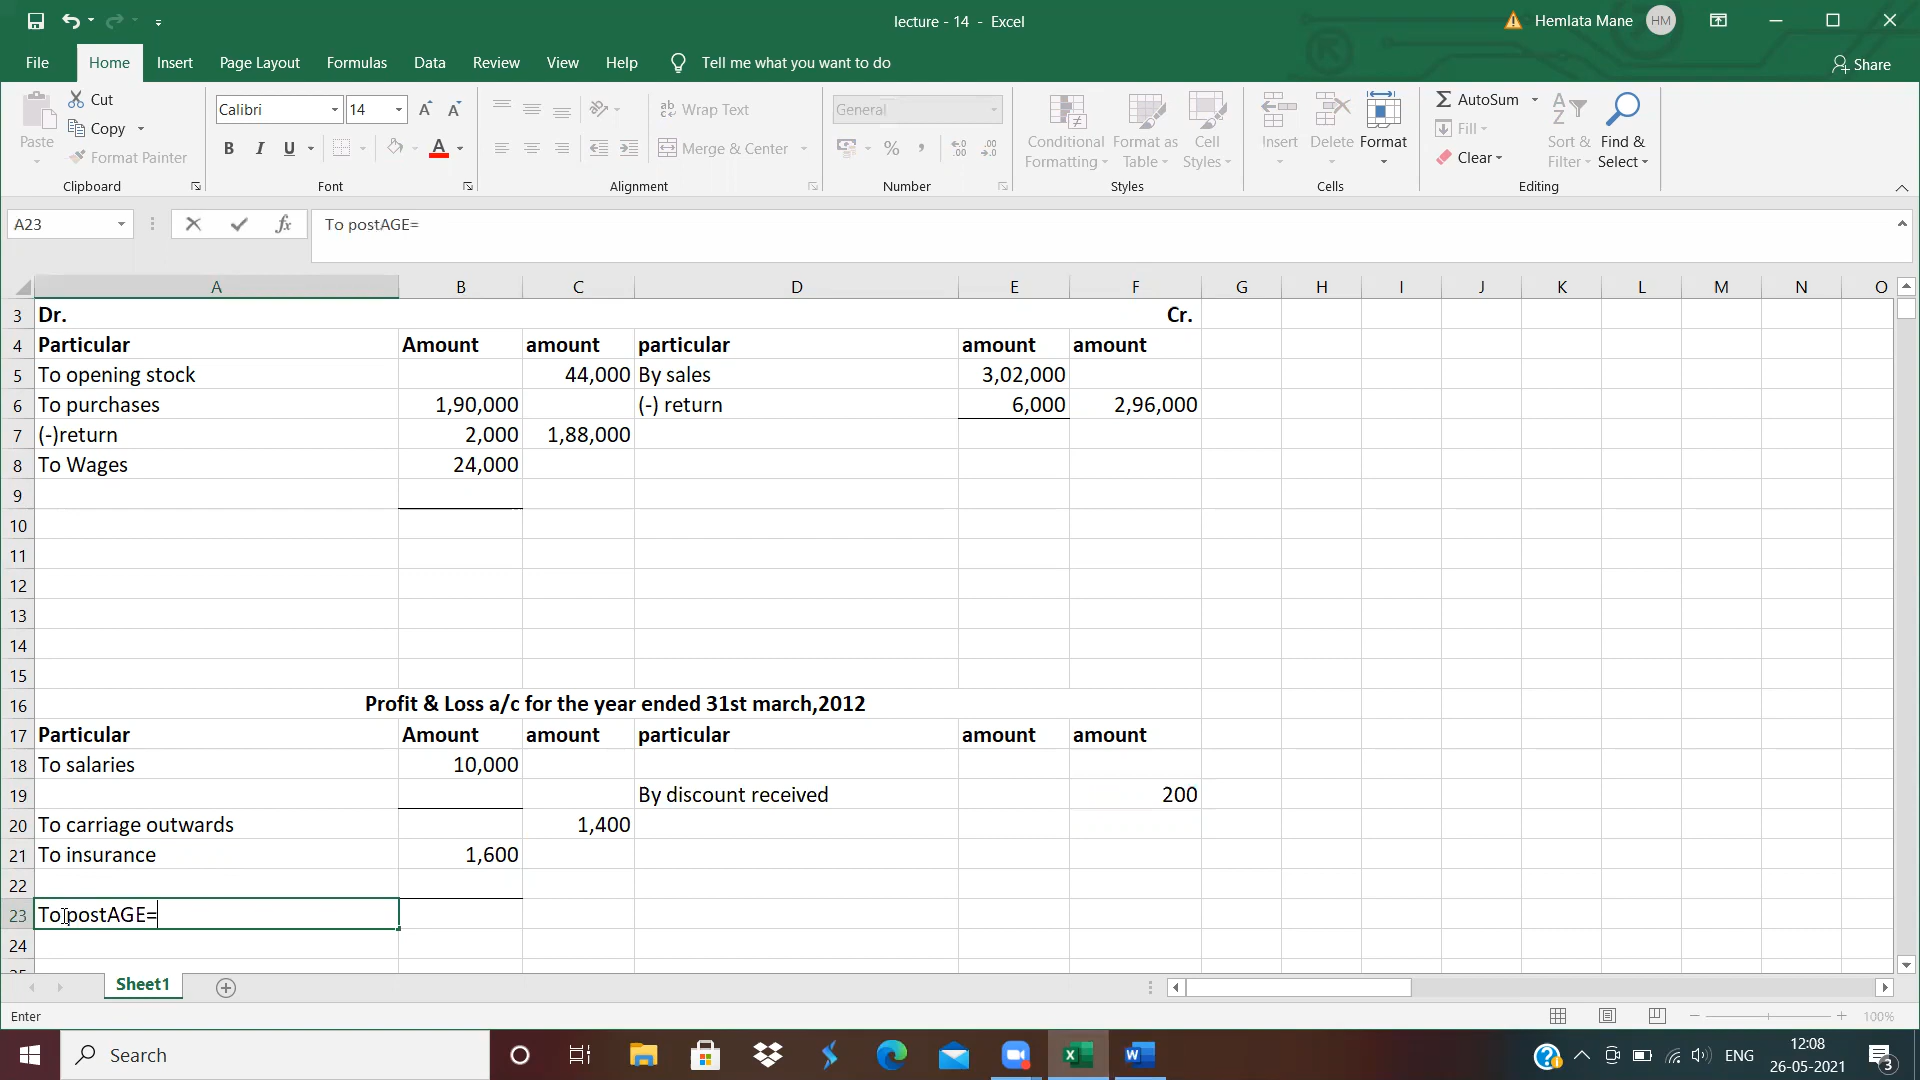 lecture - 14 - Excel
Hemlata Mane HM
File Home Insert Page Layout Formulas Data Review View Help Tell me what you want to do Share
Paste Cut Copy Format Painter Clipboard
Calibri 14 A A B I U A Font
ab Wrap Text Merge & Center Alignment
General % , Number
Conditional Formatting Format as Table Cell Styles Styles
Insert Delete Format Cells
AutoSum Fill Clear Sort & Filter Find & Select Editing
A23 fx To postAGE=
A B C D E F G H I J K L M N O
3 Dr. Cr.
4 Particular Amount amount particular amount amount
5 To opening stock 44,000 By sales 3,02,000
6 To purchases 1,90,000 (-) return 6,000 2,96,000
7 (-)return 2,000 1,88,000
8 To Wages 24,000
9
10
11
12
13
14
15
16 Profit & Loss a/c for the year ended 31st march,2012
17 Particular Amount amount particular amount amount
18 To salaries 10,000
19 By discount received 200
20 To carriage outwards 1,400
21 To insurance 1,600
22
23 To postAGE=
24
Sheet1
Enter 100%
Search ENG 12:08
26-05-2021 3